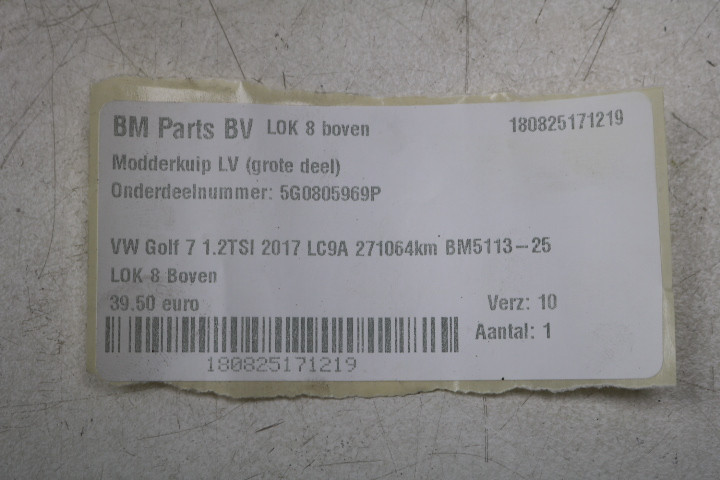 BM Parts BV LOK 8 boven 180825171219
Modderkuip LV (grote deel)
Onderdeelnummer: 5G0805969P
VW Golf 7 1.2TSI 2017 LC9A 271064km BM5113-25
LOK 8 Boven
39.50 euro Verz: 10
Aantal: 1
180825171219